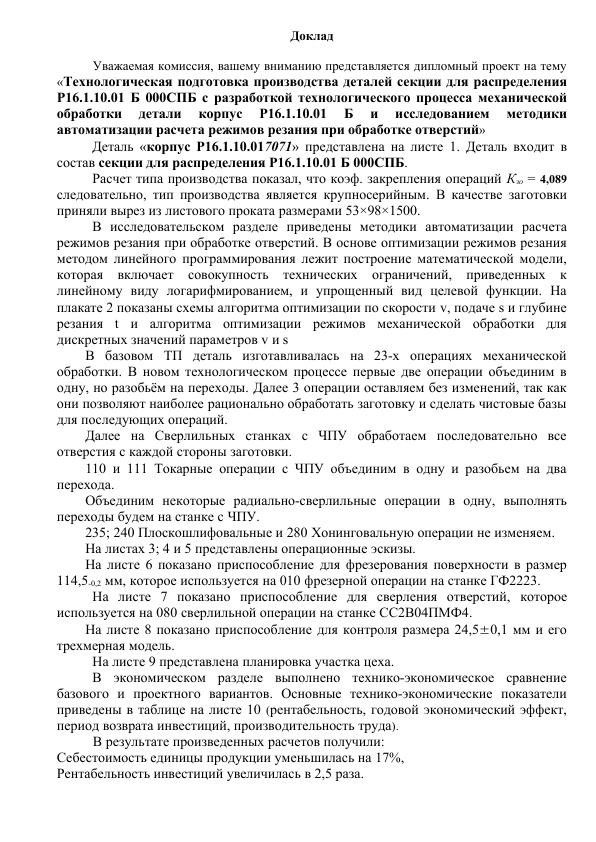 Доклад
Уважаемая комиссия, вашему вниманию представляется дипломный проект на тему
«Технологическая подготовка производства деталей секции для распределения
Р16.1.10.01 Б 000СПБ с разработкой технологического процесса механической
обработки детали корпус Р16.1.10.01 Б и исследованием методики
автоматизации расчета режимов резания при обработке отверстий»
Деталь «корпус Р16.1.10.017071» представлена на листе 1. Деталь входит в
состав секции для распределения Р16.1.10.01 Б 000СПБ.
Расчет типа производства показал, что коэф. закрепления операций Кзо = 4,089
следовательно, тип производства является крупносерийным. В качестве заготовки
приняли вырез из листового проката размерами 53×98×1500.
В исследовательском разделе приведены методики автоматизации расчета
режимов резания при обработке отверстий. В основе оптимизации режимов резания
методом линейного программирования лежит построение математической модели,
которая включает совокупность технических ограничений, приведенных к
линейному виду логарифмированием, и упрощенный вид целевой функции. На
плакате 2 показаны схемы алгоритма оптимизации по скорости v, подаче s и глубине
резания t и алгоритма оптимизации режимов механической обработки для
дискретных значений параметров v и s
В базовом ТП деталь изготавливалась на 23-х операциях механической
обработки. В новом технологическом процессе первые две операции объединим в
одну, но разобьём на переходы. Далее 3 операции оставляем без изменений, так как
они позволяют наиболее рационально обработать заготовку и сделать чистовые базы
для последующих операций.
Далее на Сверлильных станках с ЧПУ обработаем последовательно все
отверстия с каждой стороны заготовки.
110 и 111 Токарные операции с ЧПУ объединим в одну и разобьем на два
перехода.
Объединим некоторые радиально-сверлильные операции в одну, выполнять
переходы будем на станке с ЧПУ.
235; 240 Плоскошлифовальные и 280 Хонинговальную операции не изменяем.
На листах 3; 4 и 5 представлены операционные эскизы.
На листе 6 показано приспособление для фрезерования поверхности в размер
114,5-0,2 мм, которое используется на 010 фрезерной операции на станке ГФ2223.
На листе 7 показано приспособление для сверления отверстий, которое
используется на 080 сверлильной операции на станке СС2В04ПМФ4.
На листе 8 показано приспособление для контроля размера 24,5±0,1 мм и его
трехмерная модель.
На листе 9 представлена планировка участка цеха.
В экономическом разделе выполнено технико-экономическое сравнение
базового и проектного вариантов. Основные технико-экономические показатели
приведены в таблице на листе 10 (рентабельность, годовой экономический эффект,
период возврата инвестиций, производительность труда).
В результате произведенных расчетов получили:
Себестоимость единицы продукции уменьшилась на 17%,
Рентабельность инвестиций увеличилась в 2,5 раза.